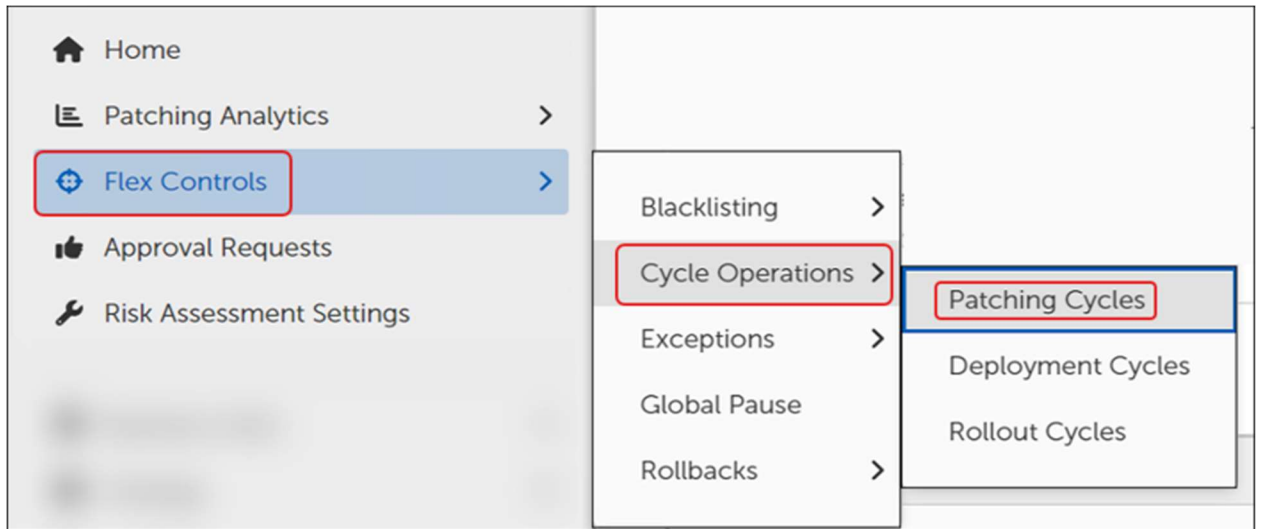 Home
Patching Analytics
Flex Controls
Approval Requests
Risk Assessment Settings
Blacklisting
Cycle Operations
Exceptions
Global Pause
Rollbacks
Patching Cycles
Deployment Cycles
Rollout Cycles